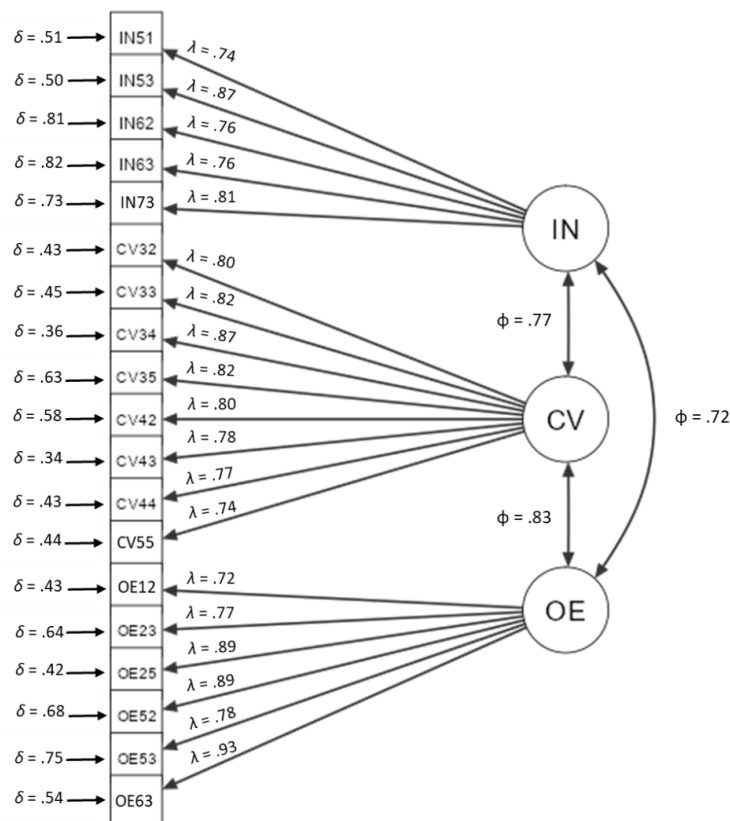 δ = .51 IN51 λ = .74
δ = .50 IN53 λ = .87
δ = .81 IN62 λ = .76
δ = .82 IN63 λ = .76
δ = .73 IN73 λ = .81
IN
δ = .43 CV32 λ = .80
δ = .45 CV33 λ = .82
ϕ = .77
δ = .36 CV34 λ = .87
δ = .63 CV35 λ = .82
δ = .58 CV42 λ = .80
CV
ϕ = .72
δ = .34 CV43 λ = .78
δ = .43 CV44 λ = .77
ϕ = .83
δ = .44 CV55 λ = .74
δ = .43 OE12 λ = .72
OE
δ = .64 OE23 λ = .77
δ = .42 OE25 λ = .89
δ = .68 OE52 λ = .89
δ = .75 OE53 λ = .78
δ = .54 OE63 λ = .93